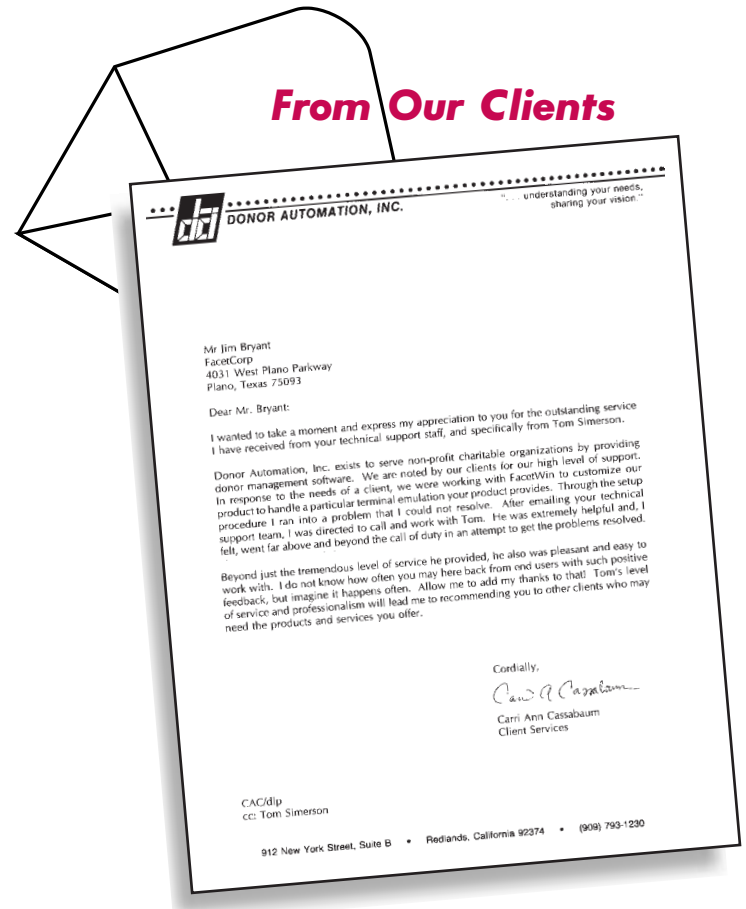 From Our Clients
dai
DONOR AUTOMATION, INC.
". . . understanding your needs,
sharing your vision."
Mr Jim Bryant
FacetCorp
4031 West Plano Parkway
Plano, Texas 75093
Dear Mr. Bryant:
I wanted to take a moment and express my appreciation to you for the outstanding service
I have received from your technical support staff, and specifically from Tom Simerson.
Donor Automation, Inc. exists to serve non-profit charitable organizations by providing
donor management software. We are noted by our clients for our high level of support.
In response to the needs of a client, we were working with FacetWin to customize our
product to handle a particular terminal emulation your product provides. Through the setup
procedure I ran into a problem that I could not resolve. After emailing your technical
support team, I was directed to call and work with Tom. He was extremely helpful and, I
felt, went far above and beyond the call of duty in an attempt to get the problems resolved.
Beyond just the tremendous level of service he provided, he also was pleasant and easy to
work with. I do not know how often you may here back from end users with such positive
feedback, but imagine it happens often. Allow me to add my thanks to that! Tom's level
of service and professionalism will lead me to recommending you to other clients who may
need the products and services you offer.
Cordially,
Carri A Cassabaum
Carri Ann Cassabaum
Client Services
CAC/dlp
cc: Tom Simerson
912 New York Street, Suite B • Redlands, California 92374 • (909) 793-1230